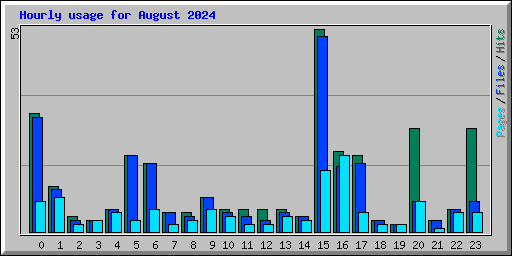 Hourly usage for August 2024
53
Pages/Files/Hits
0 1 2 3 4 5 6 7 8 9 10 11 12 13 14 15 16 17 18 19 20 21 22 23